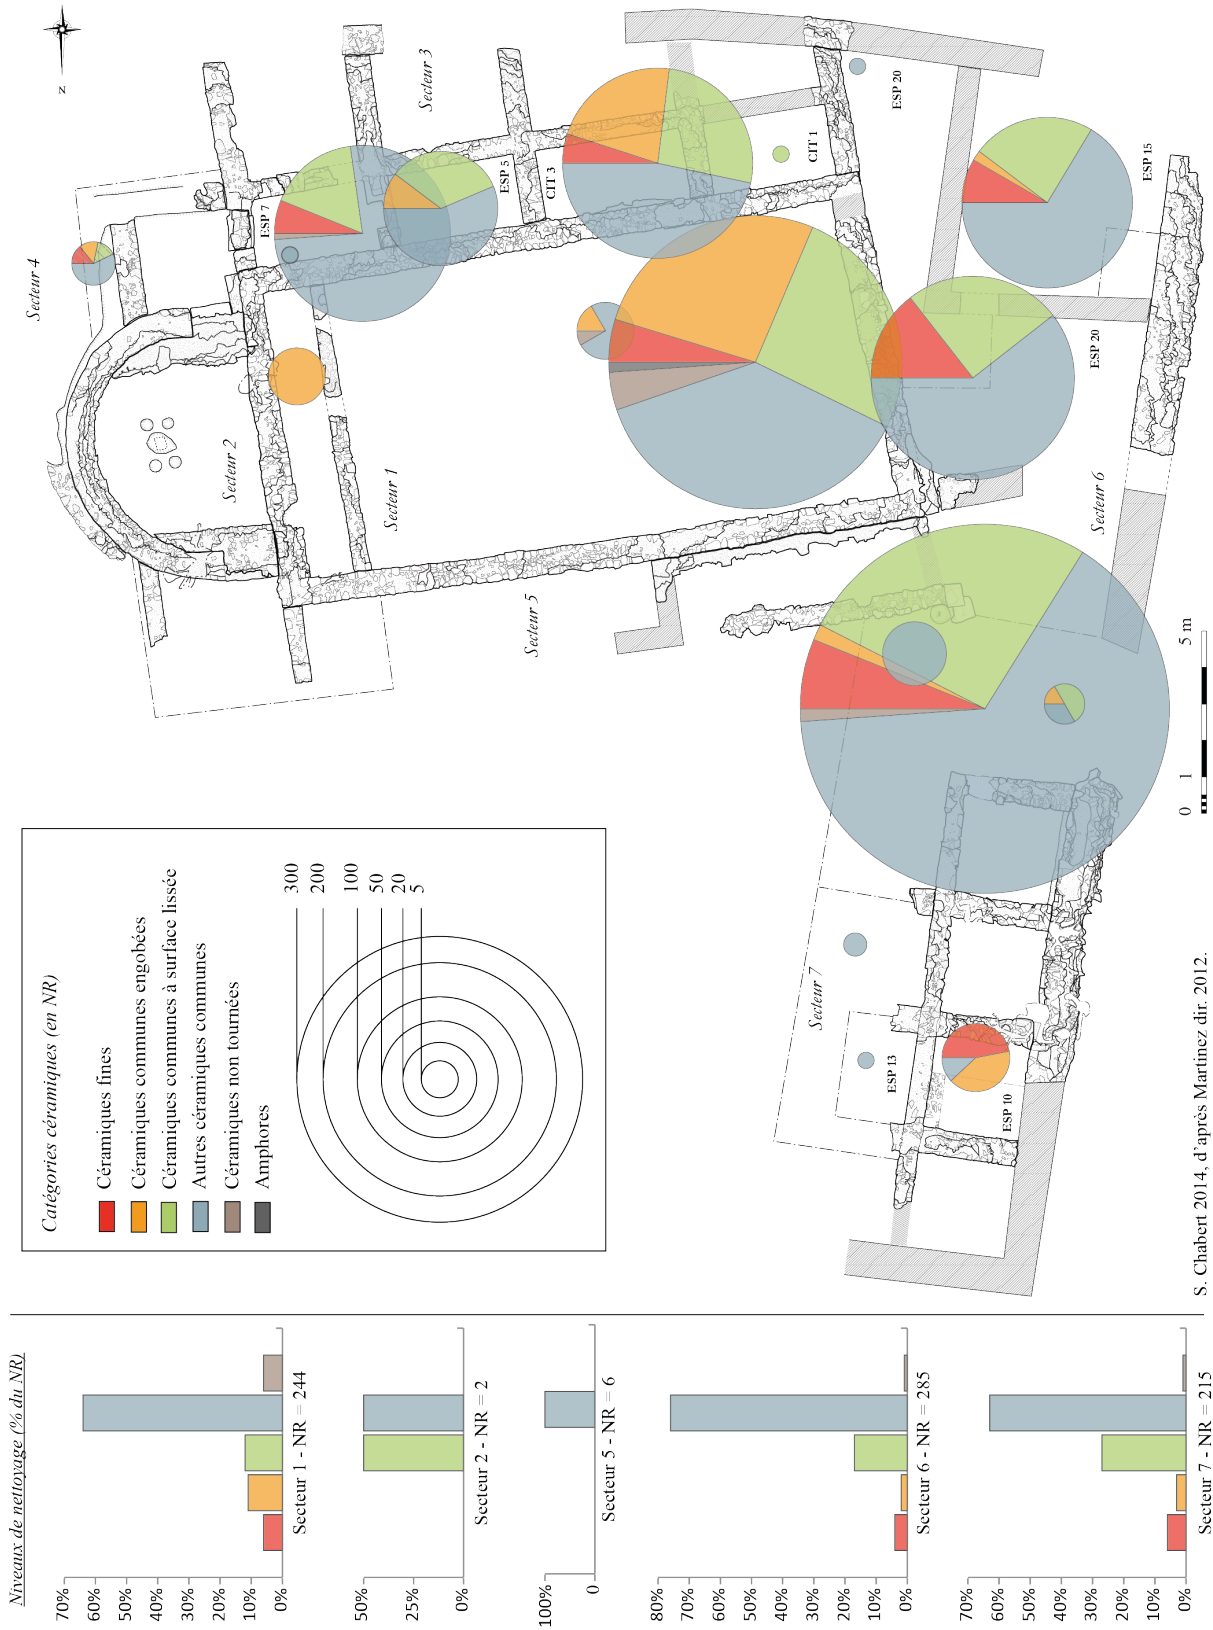 Niveaux de nettoyage (% du NR)
70%
60%
50%
40%
30%
20%
10%
0%
Secteur 1 - NR = 244
50%
25%
0%
Secteur 2 - NR = 2
100%
0
Secteur 5 - NR = 6
80%
70%
60%
50%
40%
30%
20%
10%
0%
Secteur 6 - NR = 285
70%
60%
50%
40%
30%
20%
10%
0%
Secteur 7 - NR = 215
Catégories céramiques (en NR)
Céramiques fines
Céramiques communes engobées
Céramiques communes à surface lissée
Autres céramiques communes
Céramiques non tournées
Amphores
300
200
100
50
20
5
Secteur 4
Secteur 2
Secteur 1
Secteur 3
Secteur 5
Secteur 6
Secteur 7
ESP 7
ESP 5
CIT 3
CIT 1
ESP 20
ESP 15
ESP 20
ESP 13
ESP 10
N
0
1
5 m
S. Chabert 2014, d'après Martinez dir. 2012.